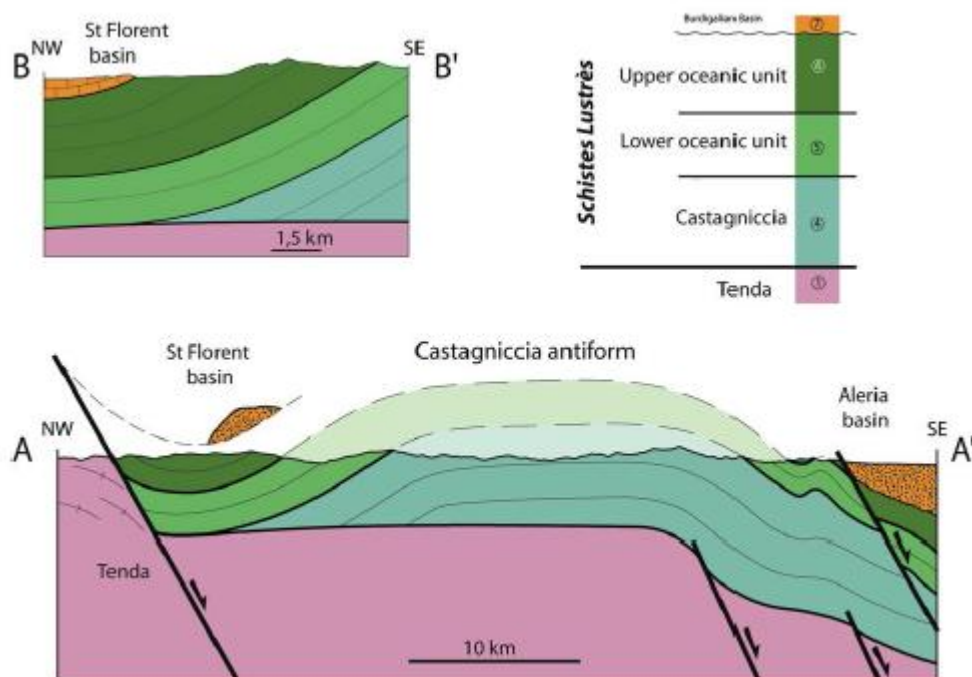 St Florent
basin
NW
SE
B
B'
1,5 km
Burdigaliam Basin
⑦
Upper oceanic unit
⑥
Lower oceanic unit
⑤
Schistes Lustrès
Castagniccia
④
Tenda
①
St Florent
basin
Castagniccia antiform
Aleria
basin
NW
SE
A
A'
Tenda
10 km